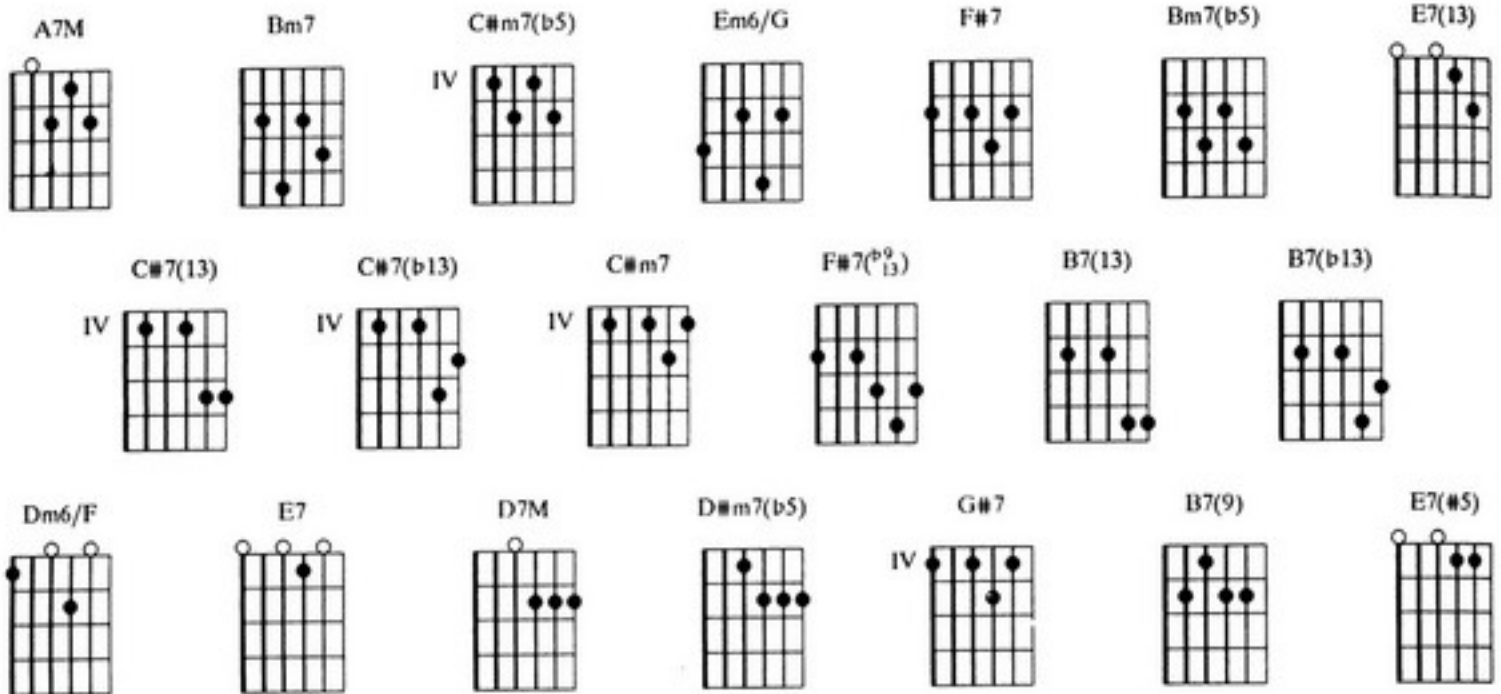 A7M Bm7 C#m7(b5) Em6/G F#7 Bm7(b5) E7(13)
IV
C#7(13) C#7(b13) C#m7 F#7(b9 13) B7(13) B7(b13)
IV IV IV
Dm6/F E7 D7M D#m7(b5) G#7 B7(9) E7(#5)
IV